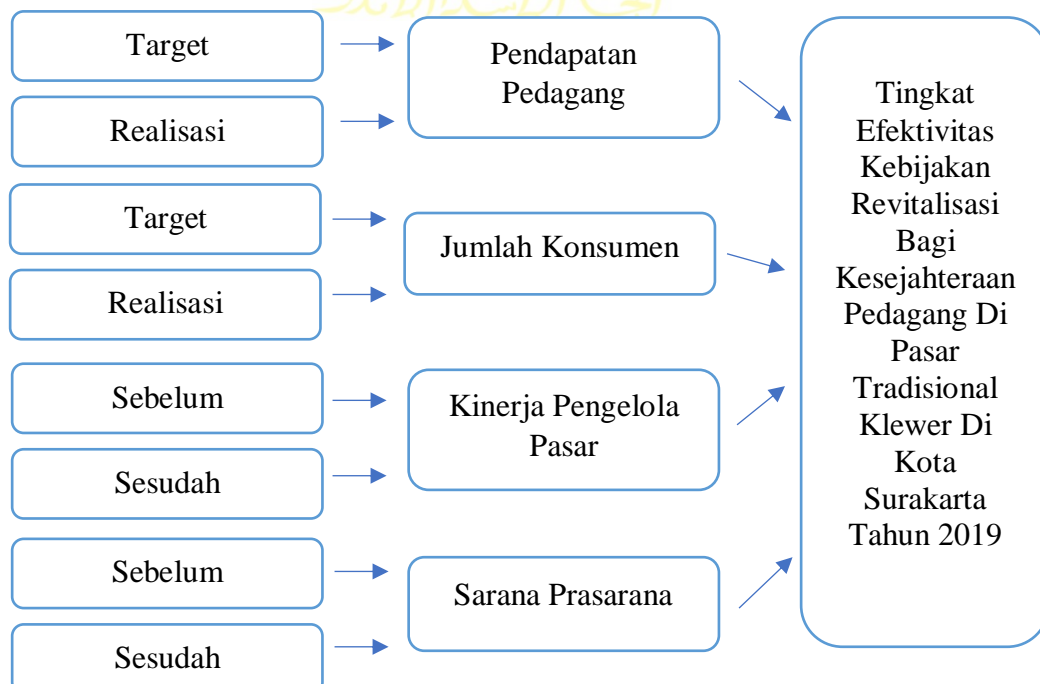 Target
Realisasi
Pendapatan
Pedagang
Target
Realisasi
Jumlah Konsumen
Sebelum
Sesudah
Kinerja Pengelola
Pasar
Sebelum
Sesudah
Sarana Prasarana
Tingkat
Efektivitas
Kebijakan
Revitalisasi
Bagi
Kesejahteraan
Pedagang Di
Pasar
Tradisional
Klewer Di
Kota
Surakarta
Tahun 2019